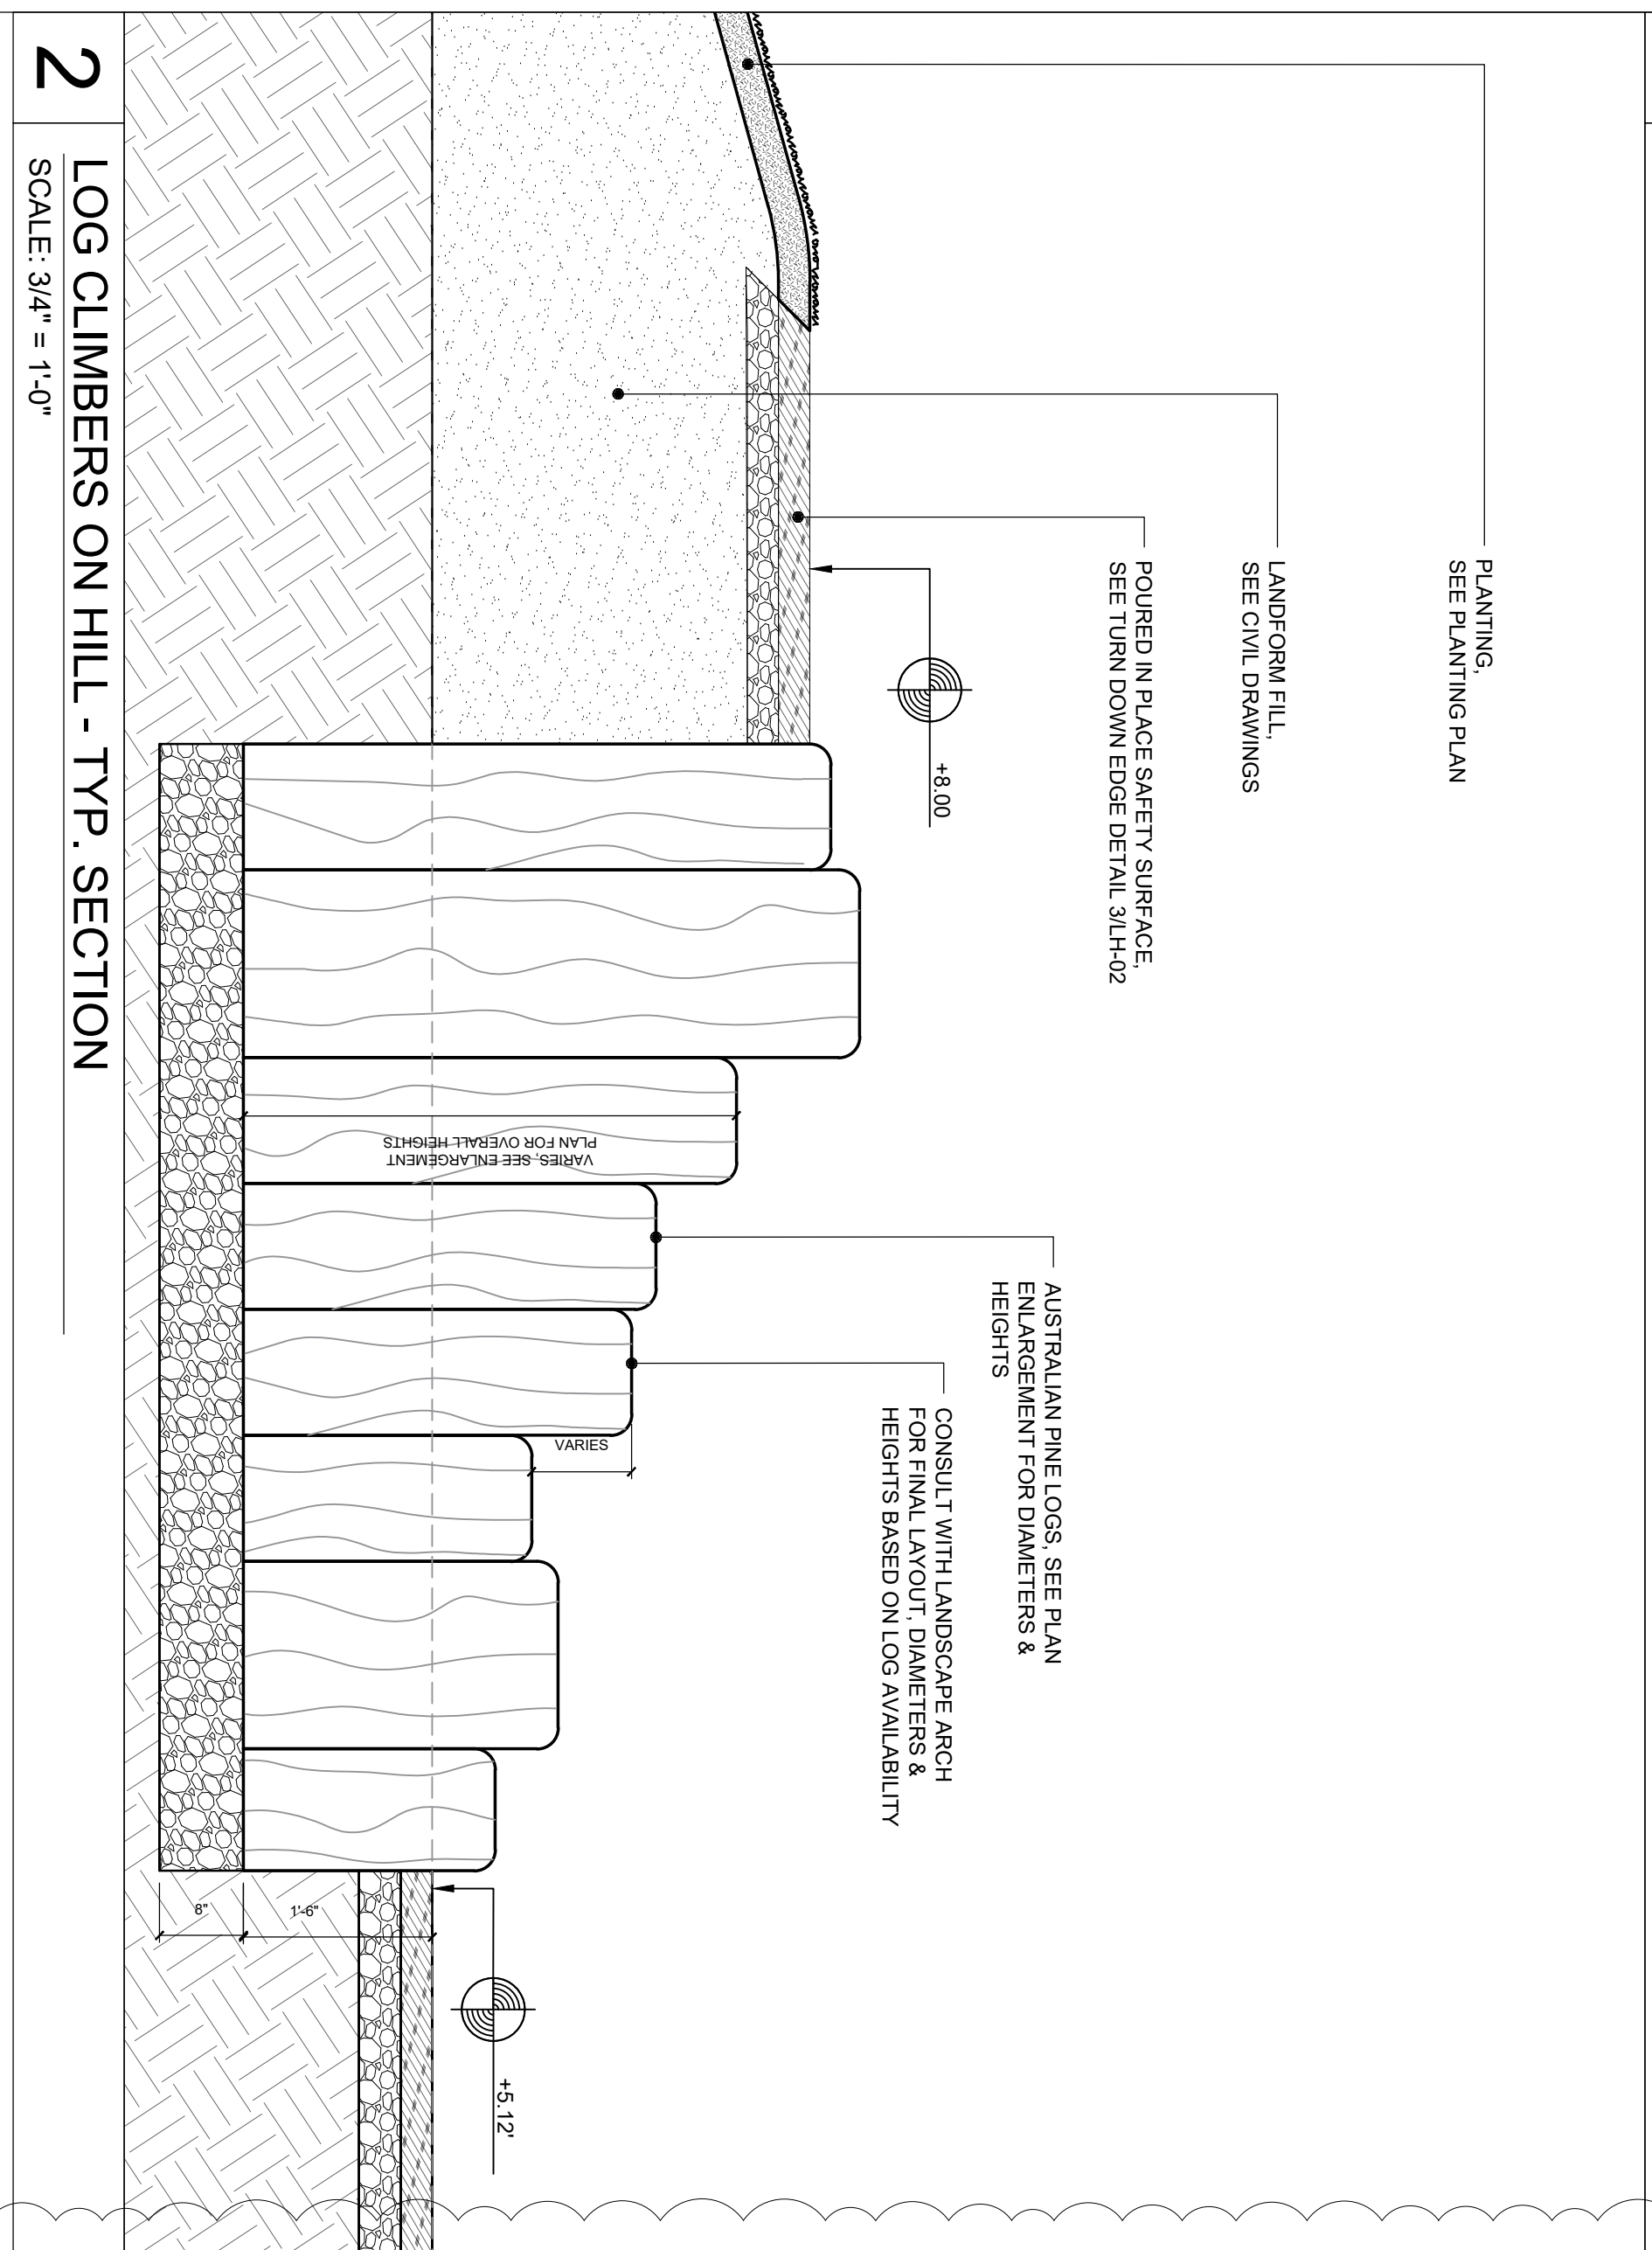 PLANTING,
SEE PLANTING PLAN
LANDFORM FILL,
SEE CIVIL DRAWINGS
POURED IN PLACE SAFETY SURFACE,
SEE TURN DOWN EDGE DETAIL 3/LH-02
+8.00
AUSTRALIAN PINE LOGS, SEE PLAN
ENLARGEMENT FOR DIAMETERS &
HEIGHTS
CONSULT WITH LANDSCAPE ARCH
FOR FINAL LAYOUT, DIAMETERS &
HEIGHTS BASED ON LOG AVAILABILITY
VARIES
VARIES, SEE ENLARGEMENT
PLAN FOR OVERALL HEIGHTS
+5.12'
1'-6"
8"
2
LOG CLIMBERS ON HILL - TYP. SECTION
SCALE: 3/4" = 1'-0"